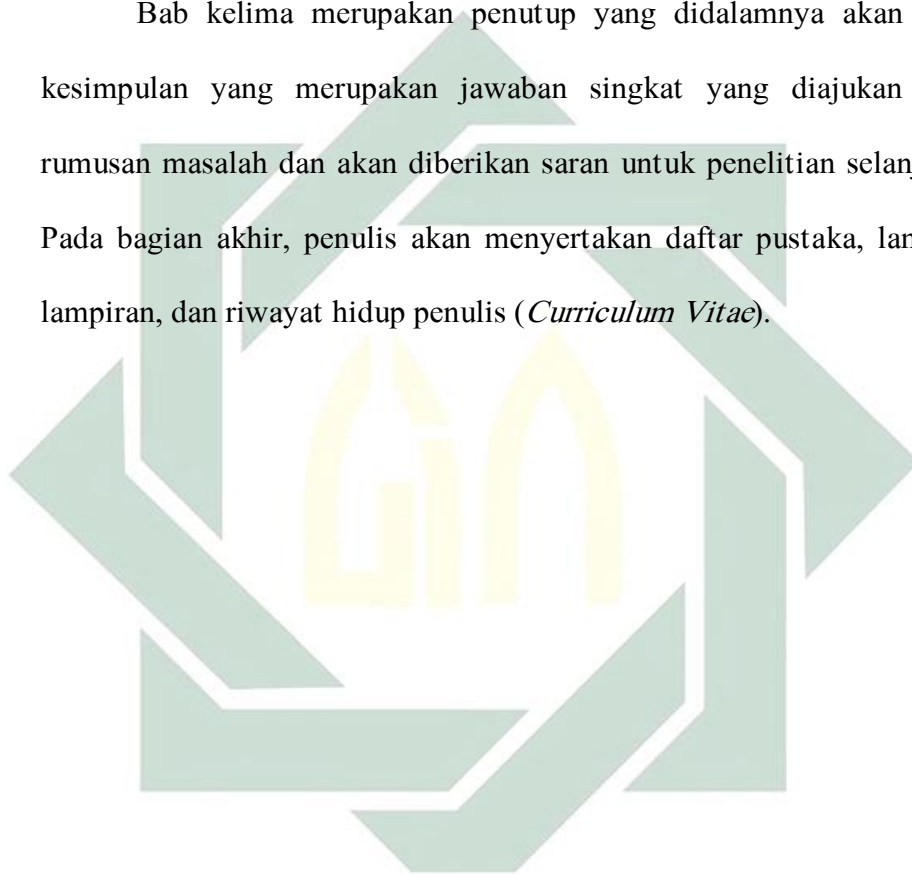 Bab kelima merupakan penutup yang didalamnya akan
kesimpulan yang merupakan jawaban singkat yang diajukan
rumusan masalah dan akan diberikan saran untuk penelitian
Pada bagian akhir, penulis akan menyertakan daftar pustaka,
lampiran, dan riwayat hidup penulis (Curriculum Vitae).